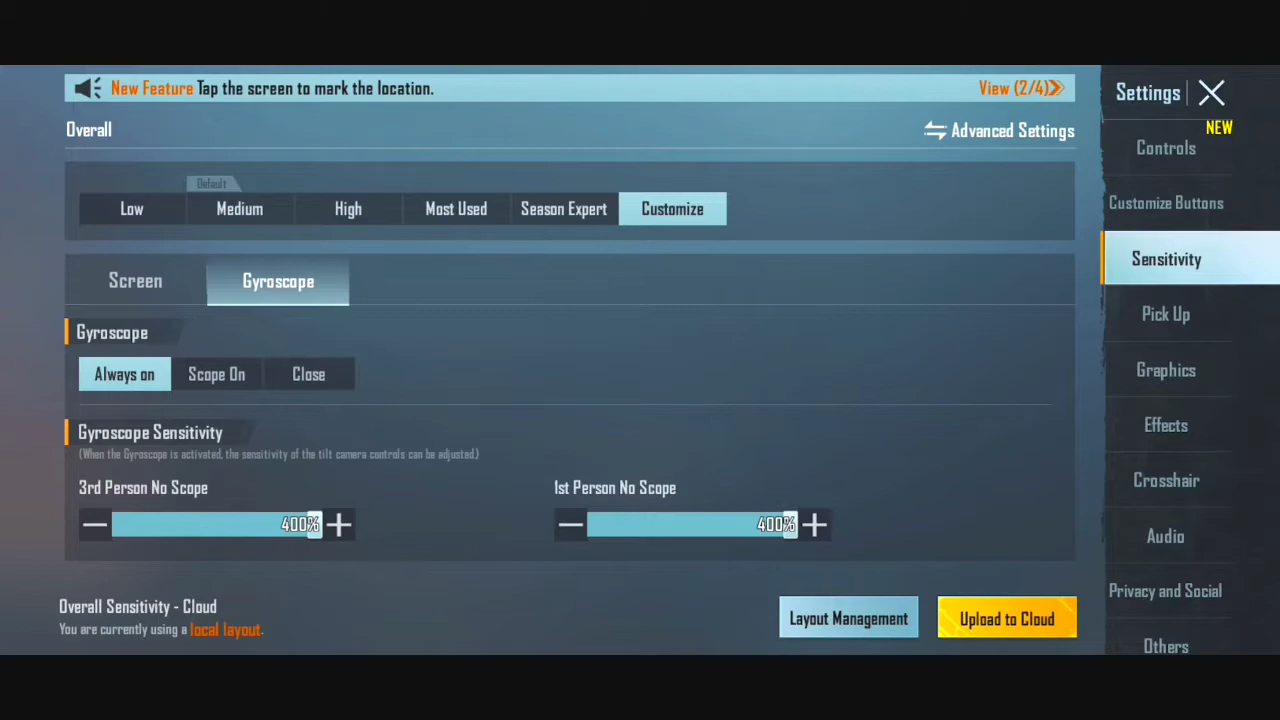 New Feature Tap the screen to mark the location. View (2/4)
Settings
NEW
Overall
Advanced Settings
Default
Low Medium High Most Used Season Expert Customize
Screen Gyroscope
Gyroscope
Always on Scope On Close
Gyroscope Sensitivity
(When the Gyroscope is activated, the sensitivity of the tilt camera controls can be adjusted.)
3rd Person No Scope 1st Person No Scope
— 400% + — 400% +
Overall Sensitivity - Cloud
You are currently using a local layout.
Layout Management Upload to Cloud
Controls
Customize Buttons
Sensitivity
Pick Up
Graphics
Effects
Crosshair
Audio
Privacy and Social
Others